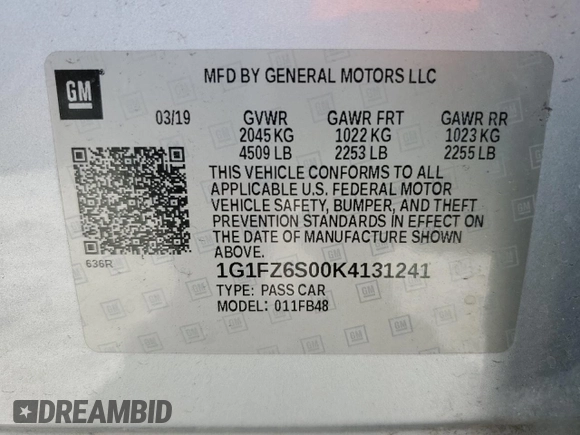 GM
MFD BY GENERAL MOTORS LLC
03/19 GVWR GAWR FRT GAWR RR
2045 KG 1022 KG 1023 KG
4509 LB 2253 LB 2255 LB
THIS VEHICLE CONFORMS TO ALL
APPLICABLE U.S. FEDERAL MOTOR
VEHICLE SAFETY, BUMPER, AND THEFT
PREVENTION STANDARDS IN EFFECT ON
THE DATE OF MANUFACTURE SHOWN
ABOVE.
636R
1G1FZ6S00K4131241
TYPE: PASS CAR
MODEL: 011FB48
DREAMBID